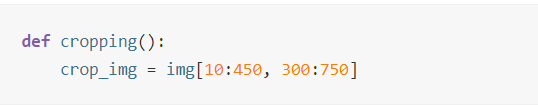 def cropping():
    crop_img = img[10:450, 300:750]